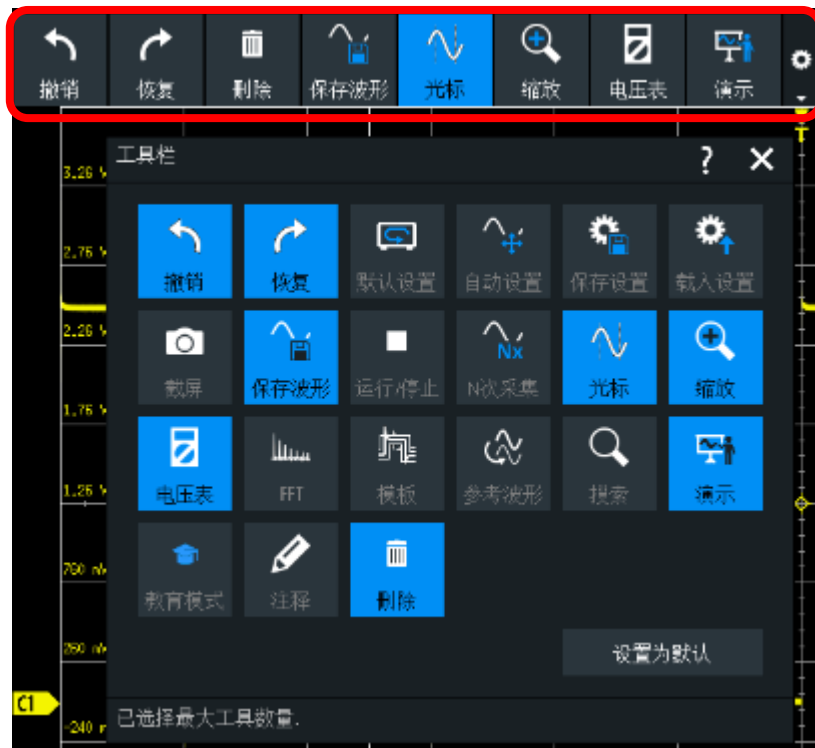 撤销 恢复 删除 保存波形 光标 缩放 电压表 演示
工具栏 ? ×
3.26 V
撤销 恢复 默认设置 自动设置 保存设置 载入设置
2.76 V
2.26 V
Nx
截屏 保存波形 运行/停止 N次采集 光标 缩放
1.76 V
电压表 FFT 模板 参考波形 搜索 演示
1.26 V
760 mV
教育模式 注释 删除
260 mV
设置为默认
C1
已选择最大工具数量.
-240 m
T